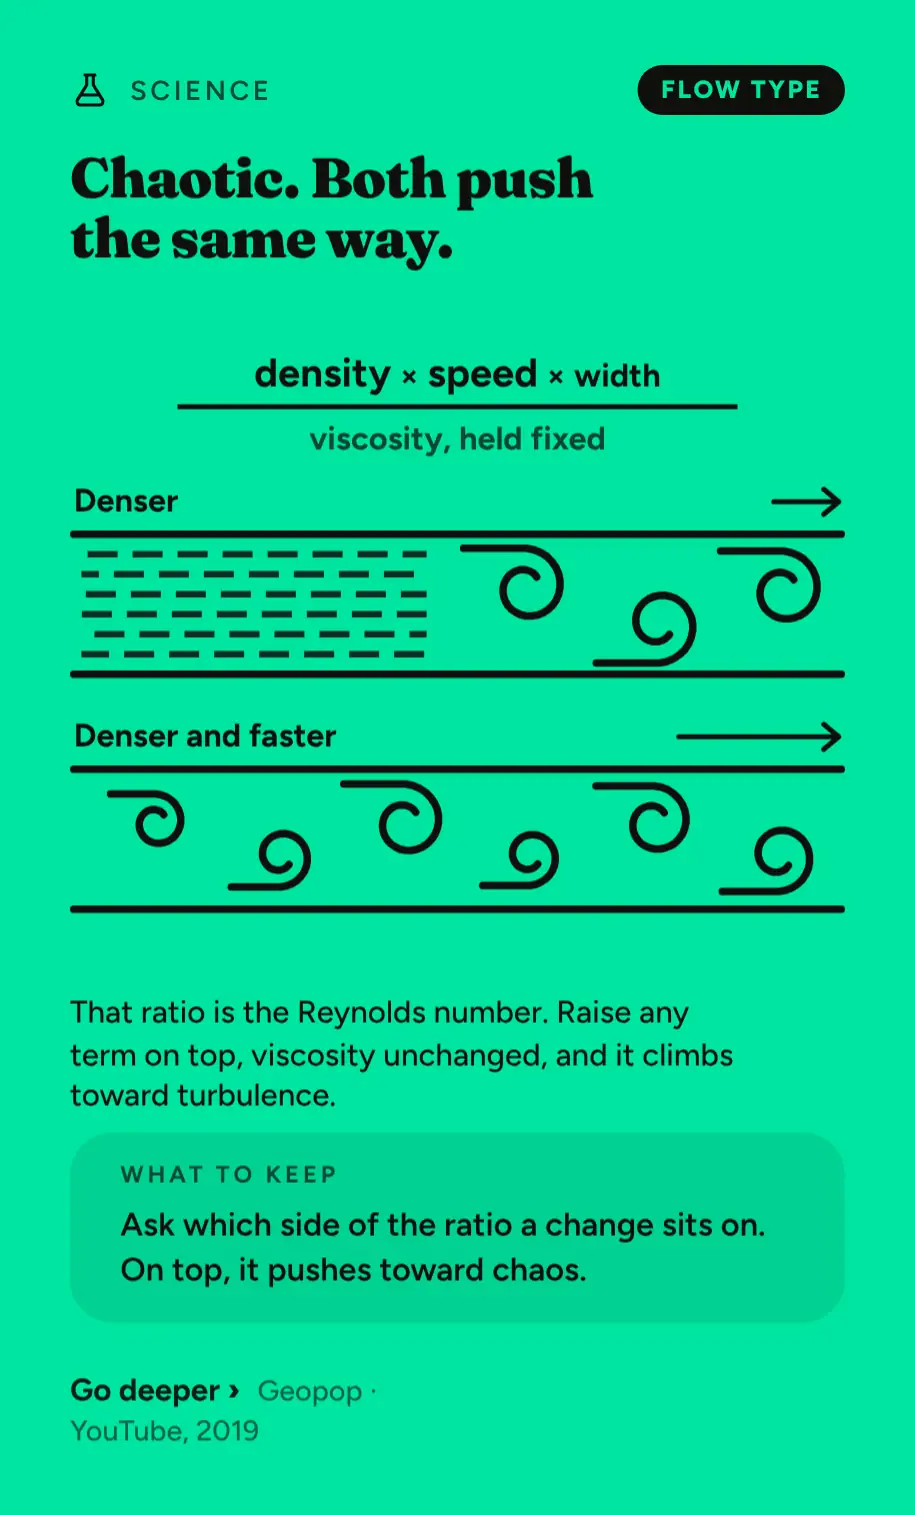 SCIENCE
FLOW TYPE
Chaotic. Both push
the same way.
density × speed × width
viscosity, held fixed
Denser
Denser and faster
That ratio is the Reynolds number. Raise any
term on top, viscosity unchanged, and it climbs
toward turbulence.
WHAT TO KEEP
Ask which side of the ratio a change sits on.
On top, it pushes toward chaos.
Go deeper › Geopop ·
YouTube, 2019